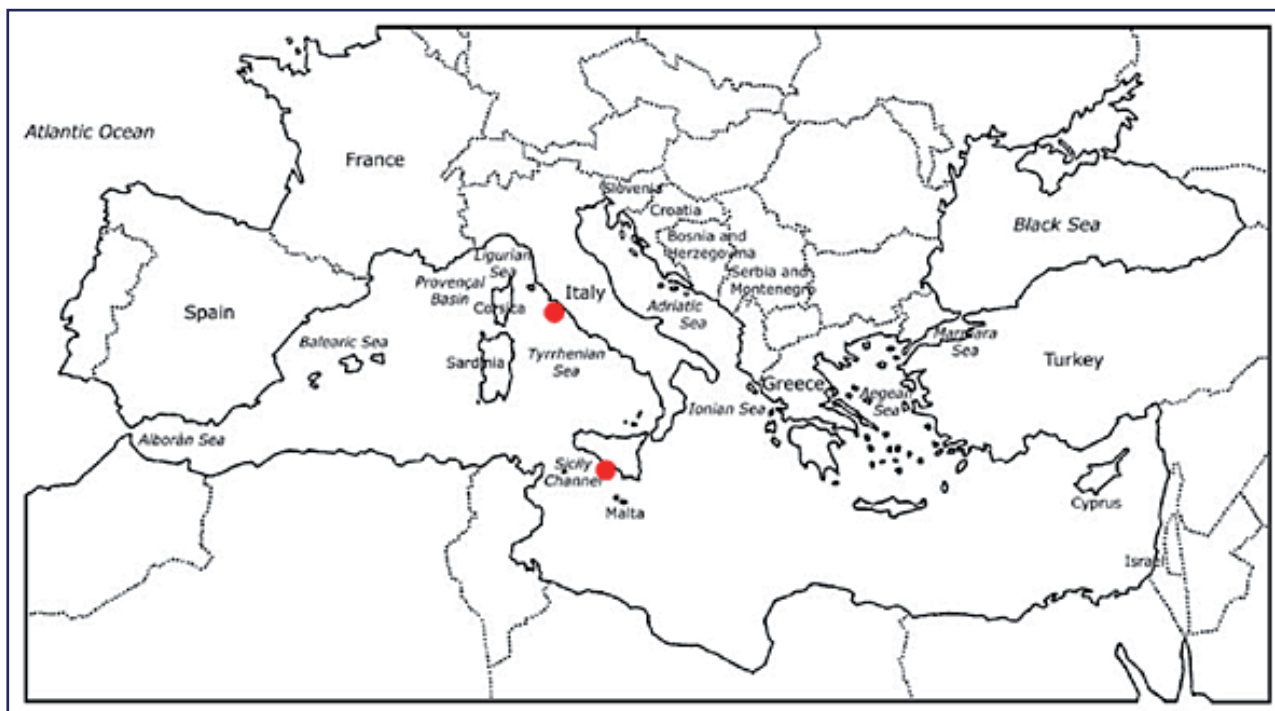 Atlantic Ocean
France
Slovenia
Croatia
Bosnia and
Herzegovina
Serbia and
Montenegro
Black Sea
Ligurian
Sea
Provençal
Basin
Corsica
Italy
Adriatic
Sea
Spain
Balearic Sea
Sardinia
Tyrrhenian
Sea
Marmara
Sea
Turkey
Greece
Aegean
Sea
Ionian Sea
Alborán Sea
Sicily
Channel
Malta
Cyprus
Israel